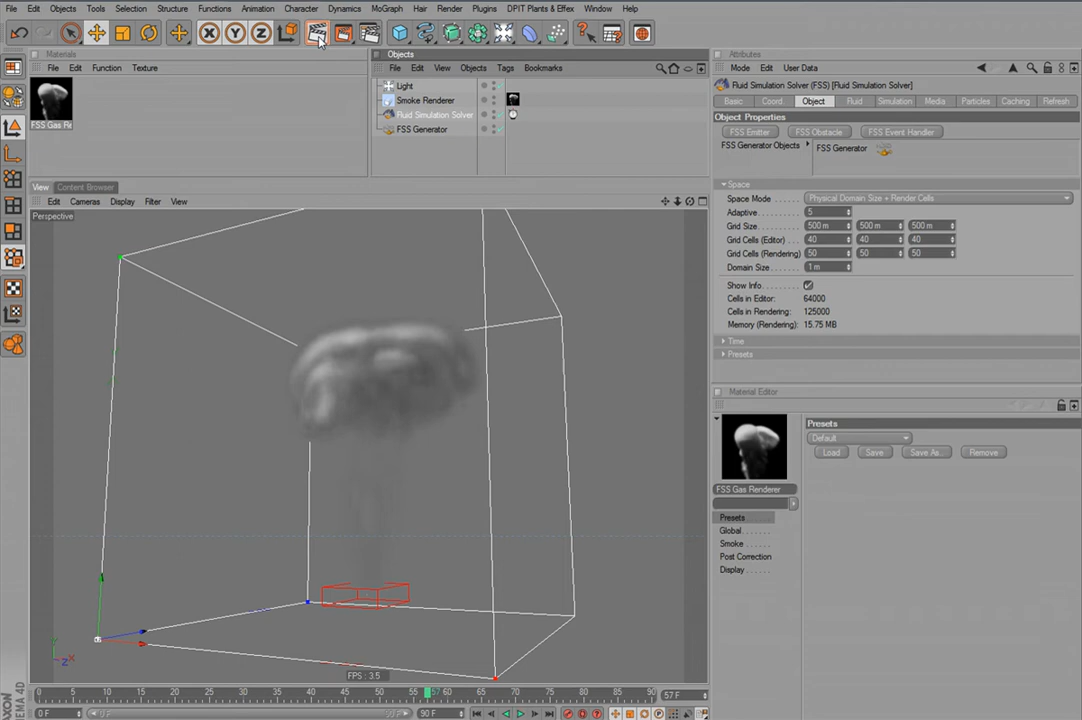 File Edit Tools Selection Structure Functions Animation Character Dynamics MoGraph Hair Render Plugins DPIT Plants & Effex Window Help
X Y Z
Materials
File Edit Function Texture
FSS Gas Re
Objects
File Edit View Objects Tags Bookmarks
Light
Smoke Renderer
Fluid Simulation Solver
FSS Generator
View Content Browser
Edit Cameras Display Filter View
Perspective
Y
Z X
FPS : 3.5
0 5 10 15 20 25 30 35 40 45 50 55 57 60 65 70 75 80 85 90 57 F
0 F 0 F 90 F 90 F
Attributes
Mode Edit User Data
Fluid Simulation Solver (FSS) [Fluid Simulation Solver]
Basic Coord. Object Fluid Simulation Media Particles Caching Refresh
Object Properties
FSS Emitter FSS Obstacle FSS Event Handler
FSS Generator Objects FSS Generator
Space
Space Mode Physical Domain Size + Render Cells
Adaptive 5
Grid Size 500 m 500 m 500 m
Grid Cells (Editor) 40 40 40
Grid Cells (Rendering) 50 50 50
Domain Size 1 m
Show Info
Cells in Editor: 64000
Cells in Rendering: 125000
Memory (Rendering): 15.75 MB
Time
Presets
Material Editor
FSS Gas Renderer
Presets
Global
Smoke
Post Correction
Display
Presets
Default
Load Save Save As.. Remove